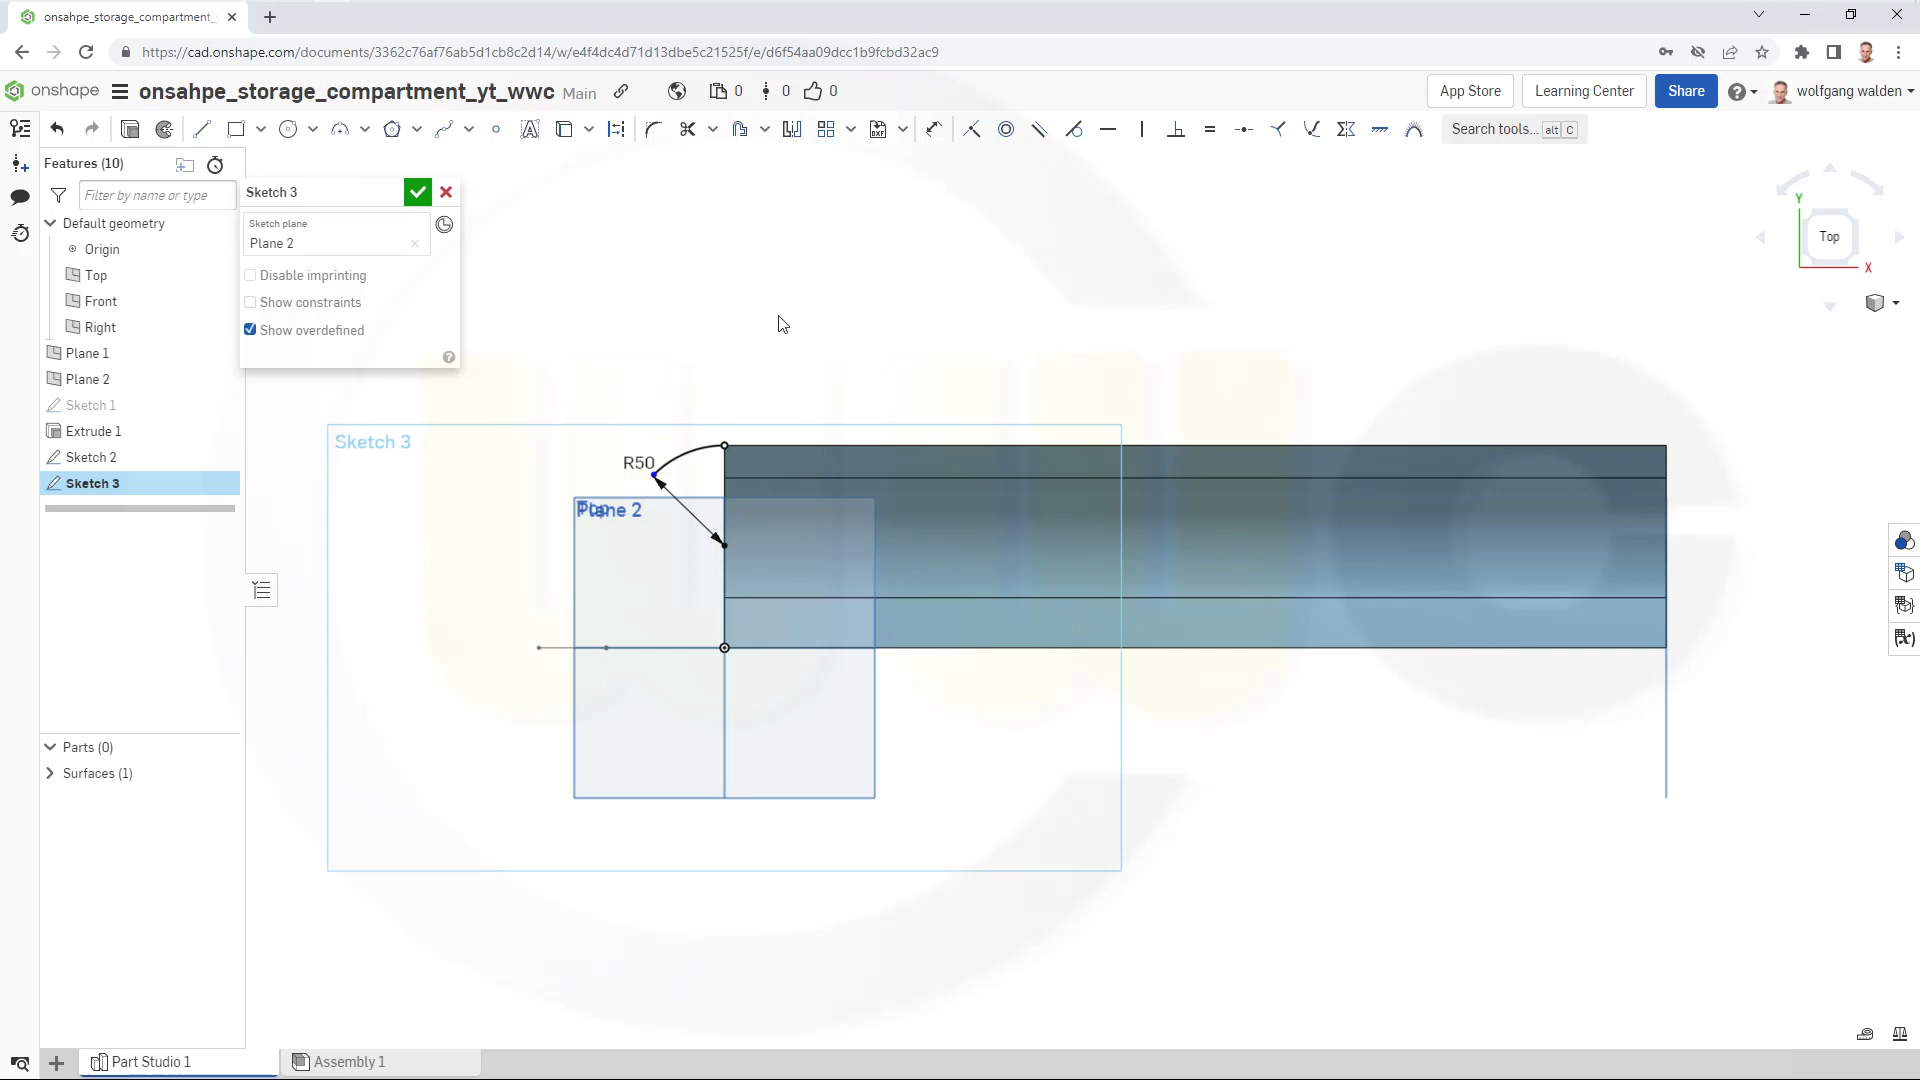 onsahpe_storage_compartment_
https://cad.onshape.com/documents/3362c76af76ab5d1cb8c2d14/w/e4f4dc4d71d13dbe5c21525f/e/d6f54aa09dcc1b9fcbd32ac9
onshape onsahpe_storage_compartment_yt_wwc Main 0 0 0 App Store Learning Center Share wolfgang walden
Search tools... alt C
Features (10)
Filter by name or type
Default geometry
Origin
Top
Front
Right
Plane 1
Plane 2
Sketch 1
Extrude 1
Sketch 2
Sketch 3
Parts (0)
Surfaces (1)
Sketch 3
Sketch plane
Plane 2
Disable imprinting
Show constraints
Show overdefined
Sketch 3
R50
Top
Plane 2
Y
Top
X
Part Studio 1
Assembly 1